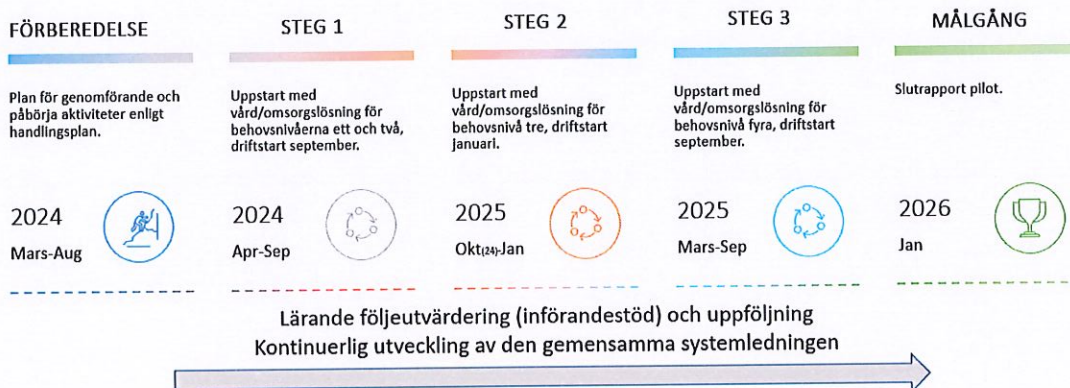 FÖRBEREDELSE
Plan för genomförande och
påbörja aktiviteter enligt
handlingsplan.
2024
Mars-Aug
STEG 1
Uppstart med
vård/omsorgslösning för
behovsnivåerna ett och två,
driftstart september.
2024
Apr-Sep
STEG 2
Uppstart med
vård/omsorgslösning för
behovsnivå tre, driftstart
januari.
2025
Okt(24)-Jan
STEG 3
Uppstart med
vård/omsorgslösning för
behovsnivå fyra, driftstart
september.
2025
Mars-Sep
MÅLGÅNG
Slutrapport pilot.
2026
Jan
Lärande följeutvärdering (införandestöd) och uppföljning
Kontinuerlig utveckling av den gemensamma systemledningen